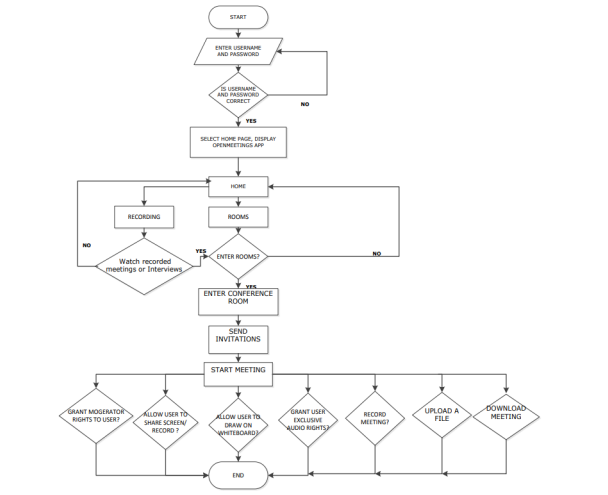 START
ENTER USERNAME
AND PASSWORD
IS USERNAME
AND PASSWORD
CORRECT
NO
YES
SELECT HOME PAGE, DISPLAY
OPENMEETINGS APP
HOME
RECORDING
ROOMS
NO
YES
NO
Watch recorded
meetings or Interviews
ENTER ROOMS?
YES
ENTER CONFERENCE
ROOM
SEND
INVITATIONS
START MEETING
GRANT MOGERATOR
RIGHTS TO USER?
ALLOW USER TO
SHARE SCREEN/
RECORD ?
ALLOW USER TO
DRAW ON
WHITEBOARD?
GRANT USER
EXCLUSIVE
AUDIO RIGHTS?
RECORD
MEETING?
UPLOAD A
FILE
DOWNLOAD
MEETING
END